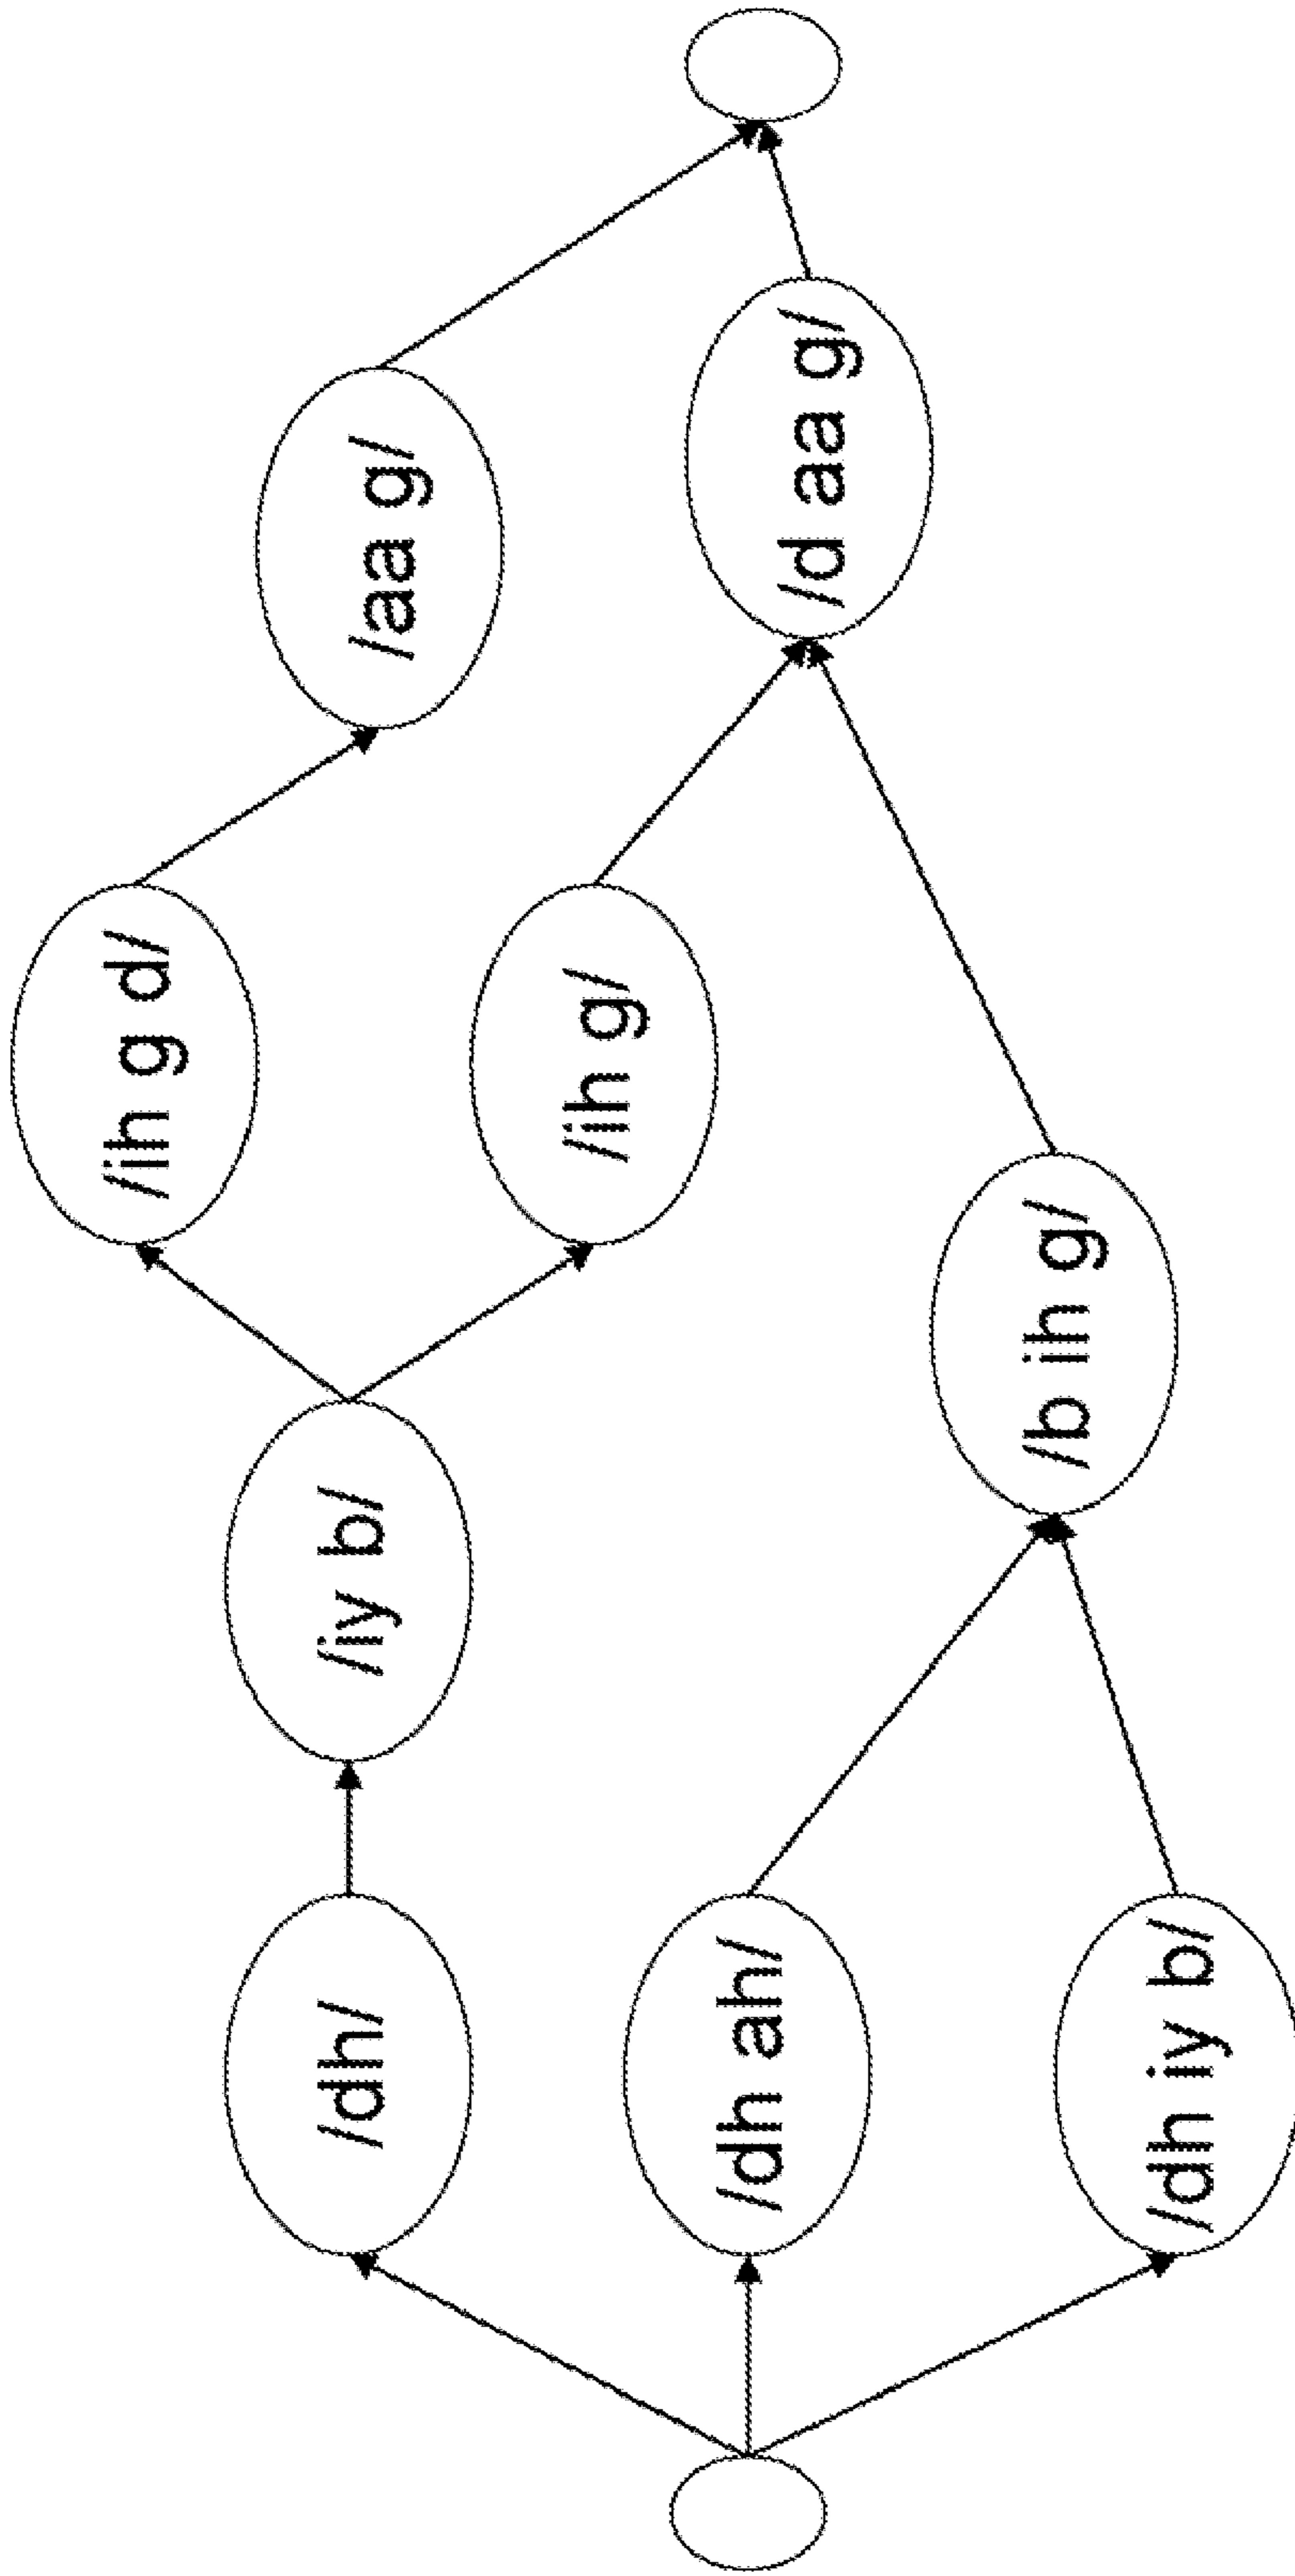 /dh/
/iy b/
/ih g d/
/aa g/
/ih g/
/dh ah/
/d aa g/
/b ih g/
/dh iy b/